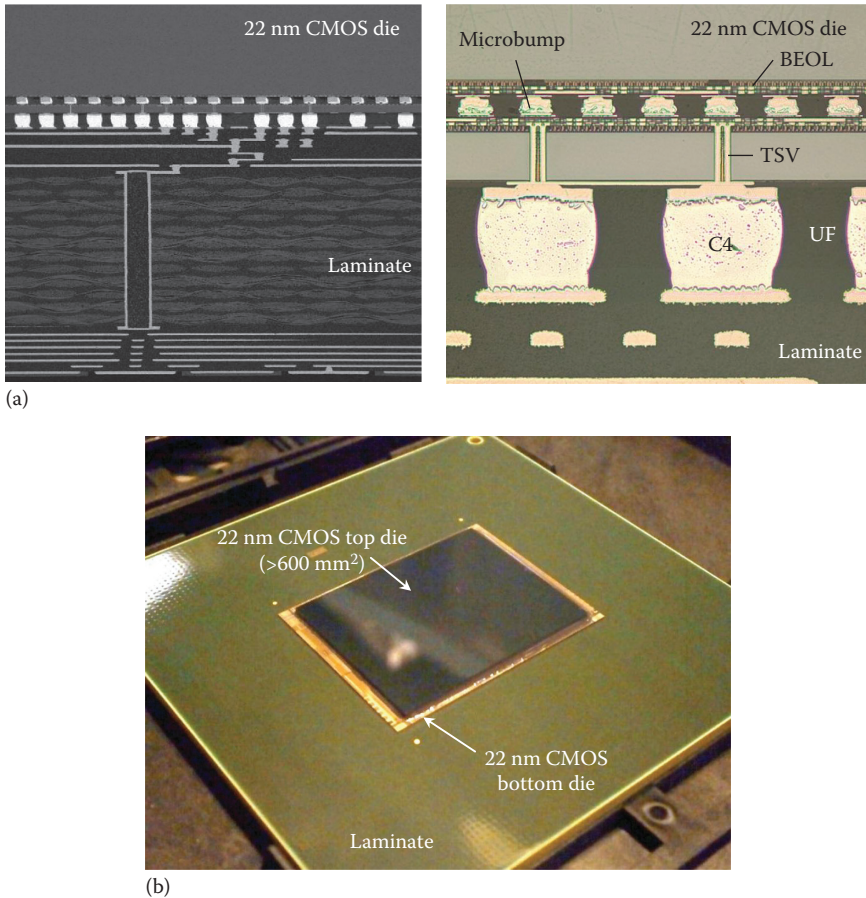 22 nm CMOS die
Laminate
22 nm CMOS die
Microbump
BEOL
TSV
C4
UF
Laminate
(a)
22 nm CMOS top die
(>600 mm²)
22 nm CMOS
bottom die
Laminate
(b)